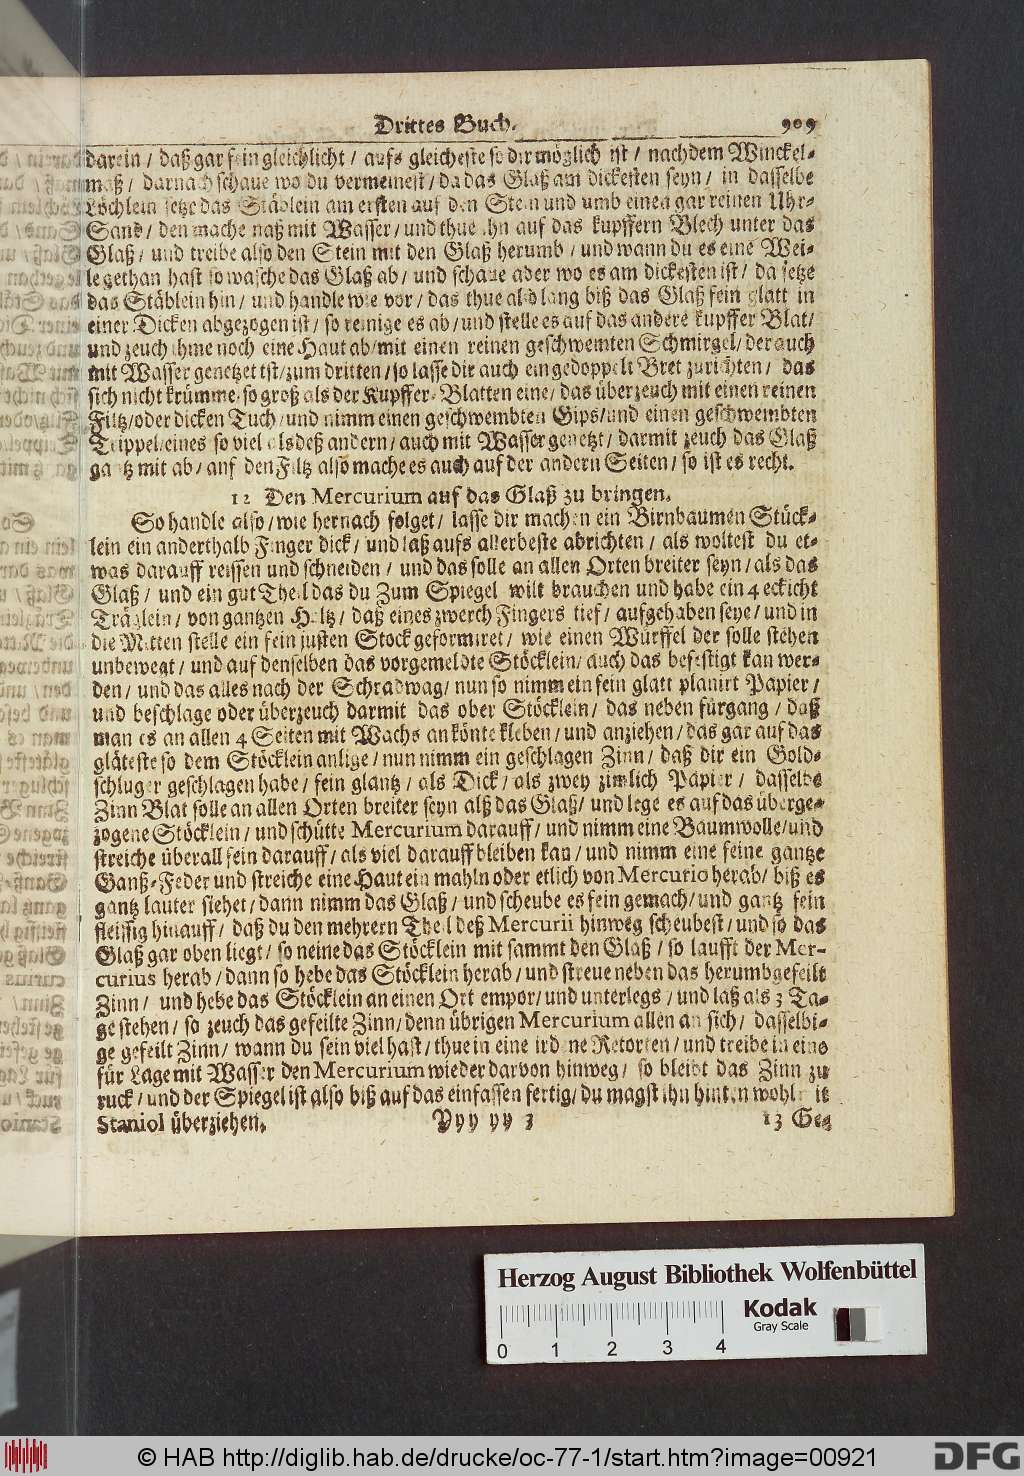 Drittes Buch. 909
darein / daß gar fein gleichlicht / aufs gleicheste so dir möglich ist / nachdem Winckel-
maß / darnach schaue wo du vermeinest / da das Glaß am dickesten seyn / in dasselbe
Löchlein setze das Stäblein am ersten auf den Stein und umb einen gar reinen Uhr-
Sand / den mache naß mit Wasser / und thue ihn auf das kupffern Blech unter das
Glaß / und treibe also den Stein mit den Glaß herumb / und wann du es eine Wei-
le gethan hast so wasche das Glaß ab / und schaue aber wo es am dickesten ist / da setze
das Stäblein hin / und handle wie vor / das thue als lang biß das Glaß fein glatt in
einer Dicken abgezogen ist / so reinige es ab / und stelle es auf das andere kupffer Blat /
und zeuch ihme noch eine Haut ab / mit einen reinen geschwemten Schmirgel / der auch
mit Wasser genetzet ist / zum dritten / so lasse dir auch ein gedoppelt Bret zurichten / das
sich nicht krümme / so groß als der Kupffer-Blatten eine / das überzeuch mit einen reinen
Filtz / oder dicken Tuch / und nimm einen geschwembten Gips / und einen geschwembten
Trippel / eines so viel als deß andern / auch mit Wasser genetzt / darmit zeuch das Glaß
gantz mit ab / auf den Filtz also mache es auch auf der andern Seiten / so ist es recht.
12 Den Mercurium auf das Glaß zu bringen.
So handle also / wie hernach folget / lasse dir machen ein Birnbaumen Stück-
lein ein anderthalb Finger dick / und laß aufs allerbeste abrichten / als woltest du et-
was darauff reissen und schneiden / und das solle an allen Orten breiter seyn / als das
Glaß / und ein gut Theil das du Zum Spiegel wilt brauchen und habe ein 4 eckicht
Träglein / von gantzen Holtz / daß eines zwerch Fingers tief / aufgehaben seye / und in
die Mitten stelle ein fein justen Stock geformiret / wie einen Würffel der solle stehen
unbewegt / und auf denselben das vorgemeldte Stöcklein / auch das befestigt kan wer-
den / und das alles nach der Schradwag / nun so nimm ein fein glatt planirt Papier /
und beschlage oder überzeuch darmit das ober Stöcklein / das neben fürgang / daß
man es an allen 4 Seiten mit Wachs an könte kleben / und anziehen / das gar auf das
gläteste so dem Stöcklein anlige / nun nimm ein geschlagen Zinn / daß dir ein Gold-
schluger geschlagen habe / fein glantz / als Dick / als zwey zimlich Papier / dasselbe
Zinn Blat solle an allen Orten breiter seyn alß das Glaß / und lege es auf das überge-
zogene Stöcklein / und schütte Mercurium darauff / und nimm eine Baumwolle / und
streiche überall fein darauff / als viel darauff bleiben kan / und nimm eine feine gantze
Ganß-Feder und streiche eine Haut ein mahln oder etlich von Mercurio herab / biß es
gantz lauter siehet / dann nimm das Glaß / und scheube es fein gemach / und gantz fein
fleissig hinauff / daß du den mehrern Theil deß Mercurii hinweg scheubest / und so das
Glaß gar oben liegt / so neine das Stöcklein mit sammt den Glaß / so laufft der Mer-
curius herab / dann so hebe das Stöcklein herab / und streue neben das herumb gefeilt
Zinn / und hebe das Stöcklein an einen Ort empor / und unterlegs / und laß als 3 Ta-
ge stehen / so zeuch das gefeilte Zinn / denn übrigen Mercurium allen an sich / dasselbi-
ge gefeilt Zinn / wann du sein viel hast / thue in eine irdene Retorten / und treibe in eine
für Lage mit Wasser den Mercurium wieder darvon hinweg / so bleibt das Zinn zu
ruck / und der Spiegel ist also biß auf das einfassen fertig / du magst ihn hinten wohl it
Staniol überziehen.
Yyy yy 3 13 Ge-
Herzog August Bibliothek Wolfenbüttel
Kodak
Gray Scale
0 1 2 3 4
© HAB http://diglib.hab.de/drucke/oc-77-1/start.htm?image=00921
DFG